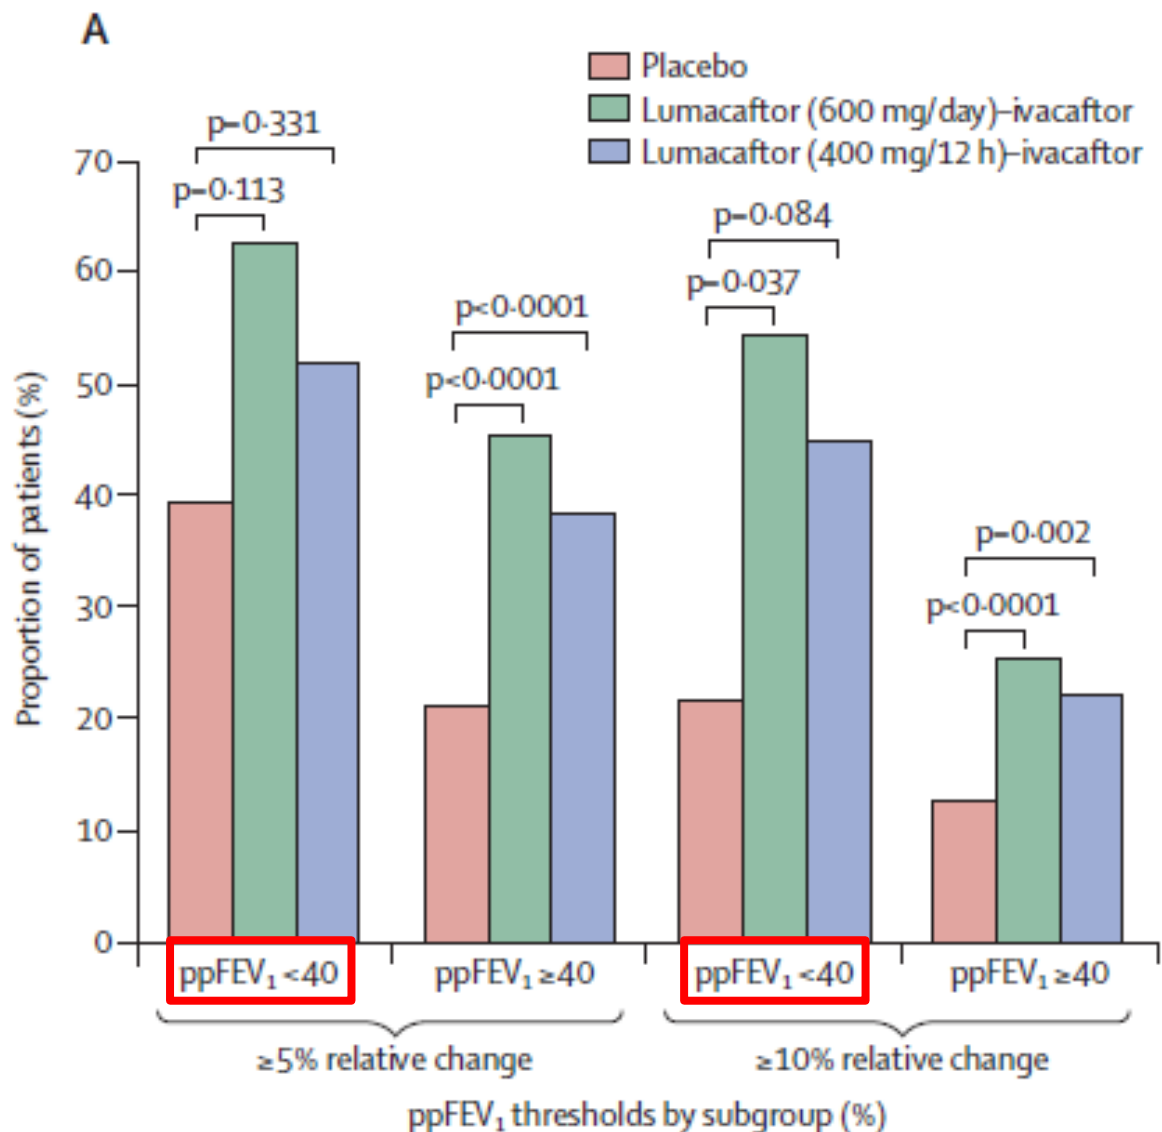 A
Placebo
Lumacaftor (600 mg/day)–ivacaftor
Lumacaftor (400 mg/12 h)–ivacaftor
p=0·331
p=0·113
p<0·0001
p<0·0001
p=0·084
p=0·037
p=0·002
p<0·0001
Proportion of patients (%)
70
60
50
40
30
20
10
0
ppFEV₁ <40
ppFEV₁ ≥40
ppFEV₁ <40
ppFEV₁ ≥40
≥5% relative change
≥10% relative change
ppFEV₁ thresholds by subgroup (%)